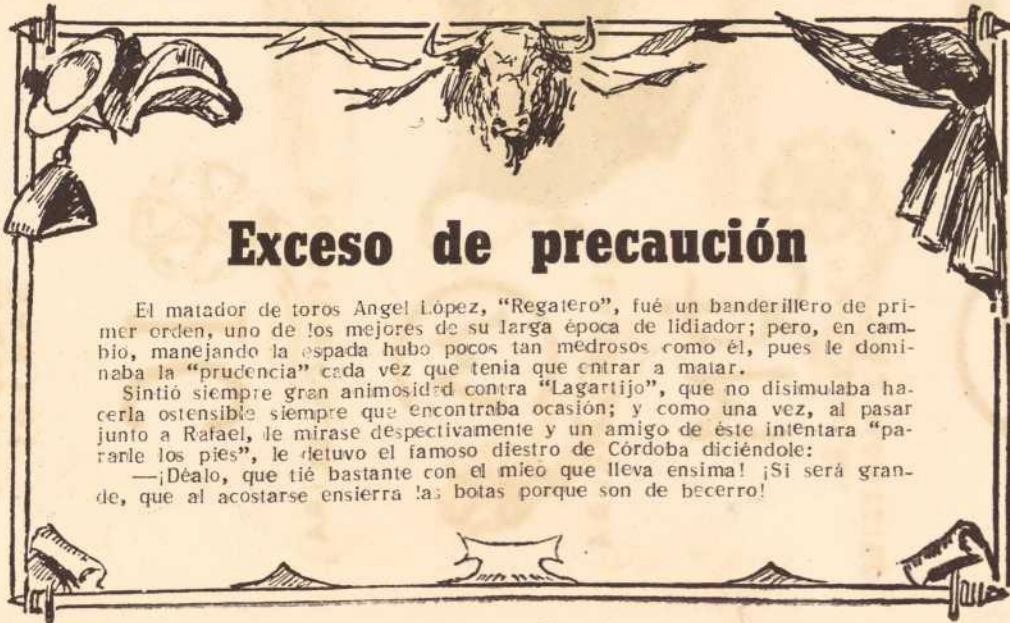 Exceso de precaución
El matador de toros Angel López, “Regatero”, fué un banderillero de pri-
mer orden, uno de los mejores de su larga época de lidiador; pero, en cam-
bio, manejando la espada hubo pocos tan medrosos como él, pues le domi-
naba la “prudencia” cada vez que tenia que entrar a matar.
Sintió siempre gran animosidad contra “Lagartijo”, que no disimulaba ha-
cerla ostensible siempre que encontraba ocasión; y como una vez, al pasar
junto a Rafael, le mirase despectivamente y un amigo de éste intentara “pa-
rarle los pies”, le detuvo el famoso diestro de Córdoba diciéndole:
—¡Déalo, que tié bastante con el mieo que lleva ensima! ¡Si será gran-
de, que al acostarse ensierra las botas porque son de becerro!